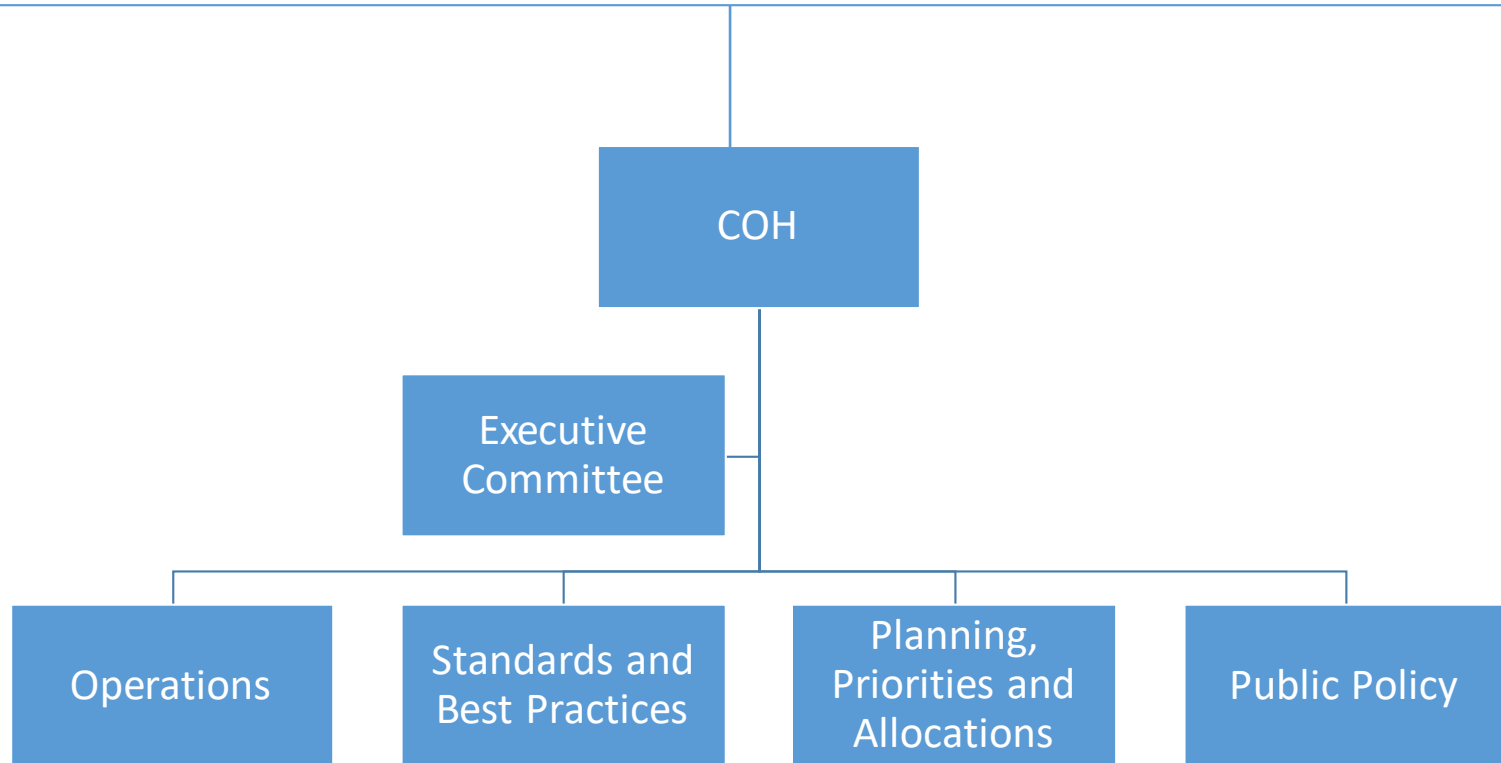 COH
Executive
Committee
Operations
Standards and
Best Practices
Planning,
Priorities and
Allocations
Public Policy